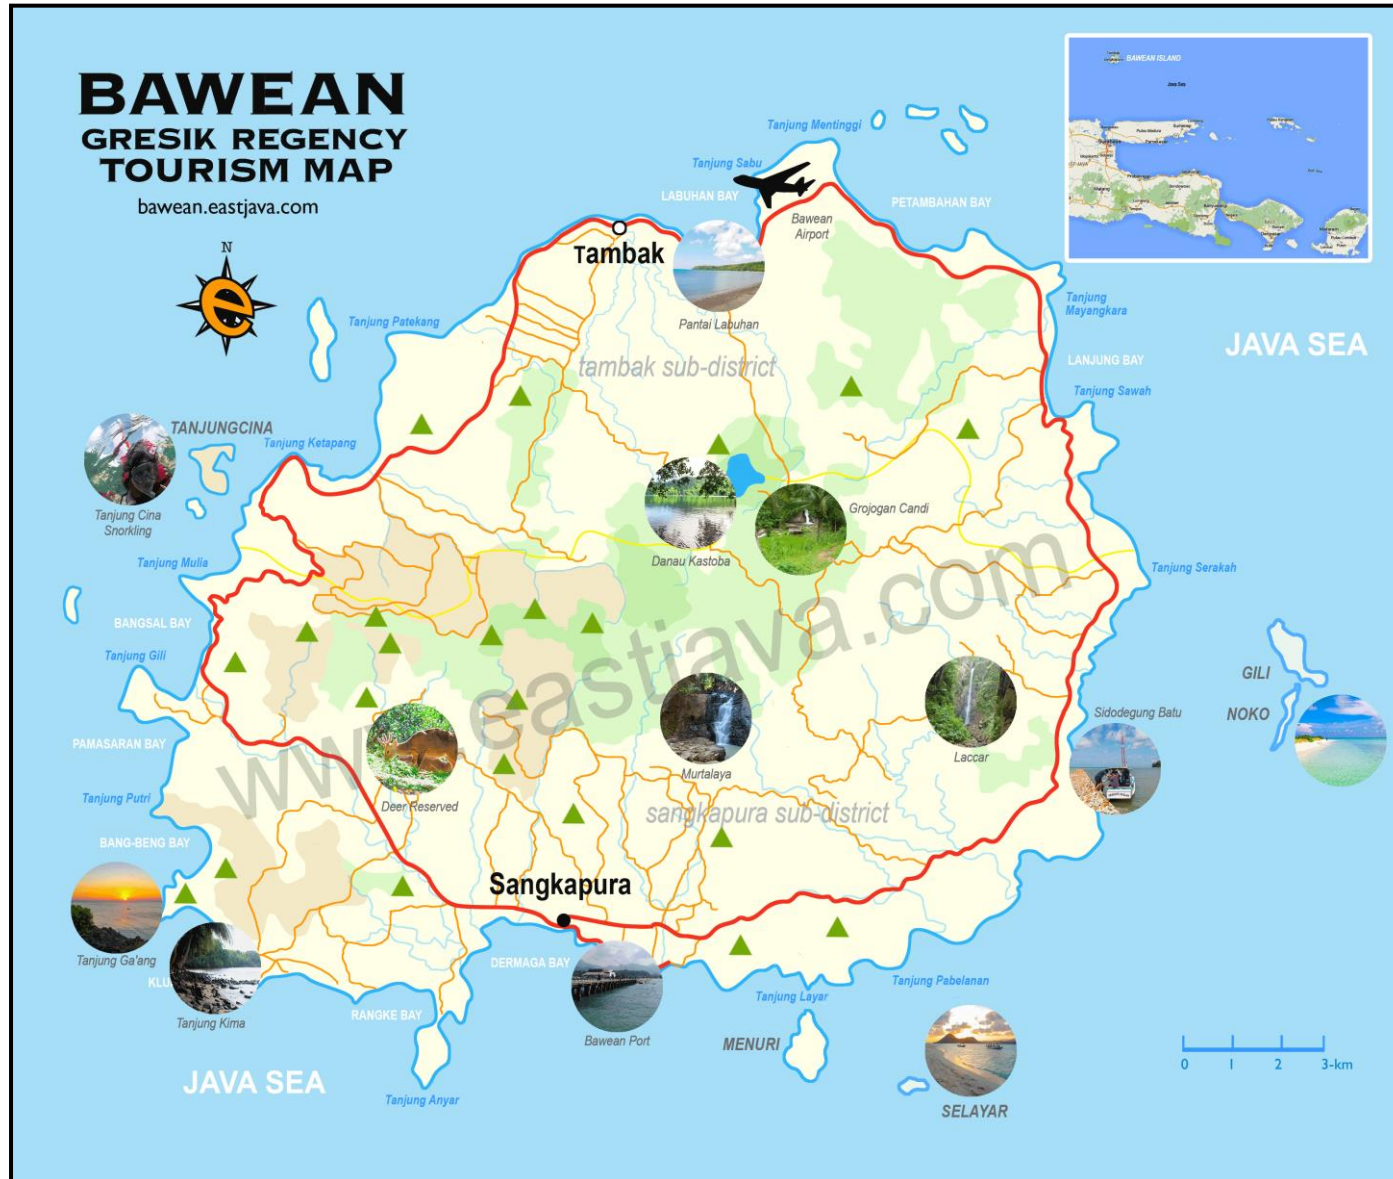 BAWEAN
GRESIK REGENCY
TOURISM MAP
bawean.eastjava.com
N
BAWEAN ISLAND
Java Sea
Tanjung Mentinggi
Tanjung Sabu
LABUHAN BAY
PETAMBAHAN BAY
Bawean
Airport
Tambak
Pantai Labuhan
Tanjung Patekang
Tanjung
Mayangkara
JAVA SEA
LANJUNG BAY
tambak sub-district
Tanjung Sawah
TANJUNGCINA
Tanjung Ketapang
Tanjung Cina
Snorkling
Grojogan Candi
Danau Kastoba
Tanjung Mulia
Tanjung Serakah
www.eastjava.com
BANGSAL BAY
Tanjung Gili
GILI
NOKO
Sidodegung Batu
PAMASARAN BAY
Laccar
Murtalaya
Tanjung Putri
Deer Reserved
sangkapura sub-district
BANG-BENG BAY
Sangkapura
Tanjung Ga'ang
DERMAGA BAY
KLU
Tanjung Pabelanan
Tanjung Layar
RANGKE BAY
Tanjung Kima
Bawean Port
MENURI
0 1 2 3-km
JAVA SEA
Tanjung Anyar
SELAYAR